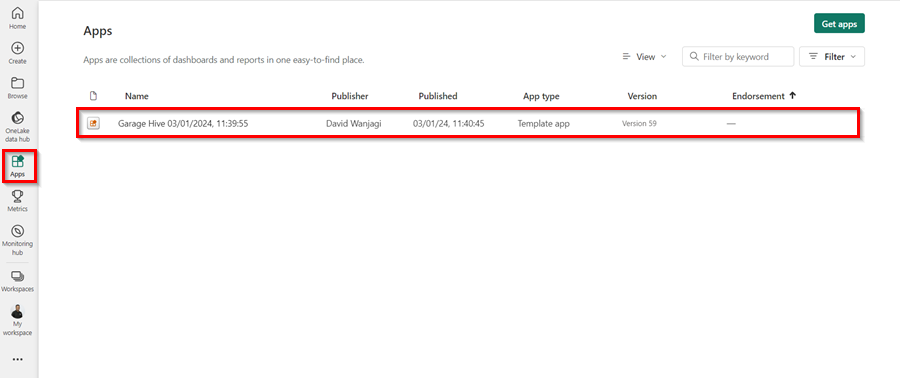 Home
Create
Browse
OneLake
data hub
Apps
Metrics
Monitoring
hub
Workspaces
My
workspace
Apps
Get apps
Apps are collections of dashboards and reports in one easy-to-find place.
View
Filter by keyword
Filter
Name Publisher Published App type Version Endorsement
Garage Hive 03/01/2024, 11:39:55 David Wanjagi 03/01/24, 11:40:45 Template app Version 59 —